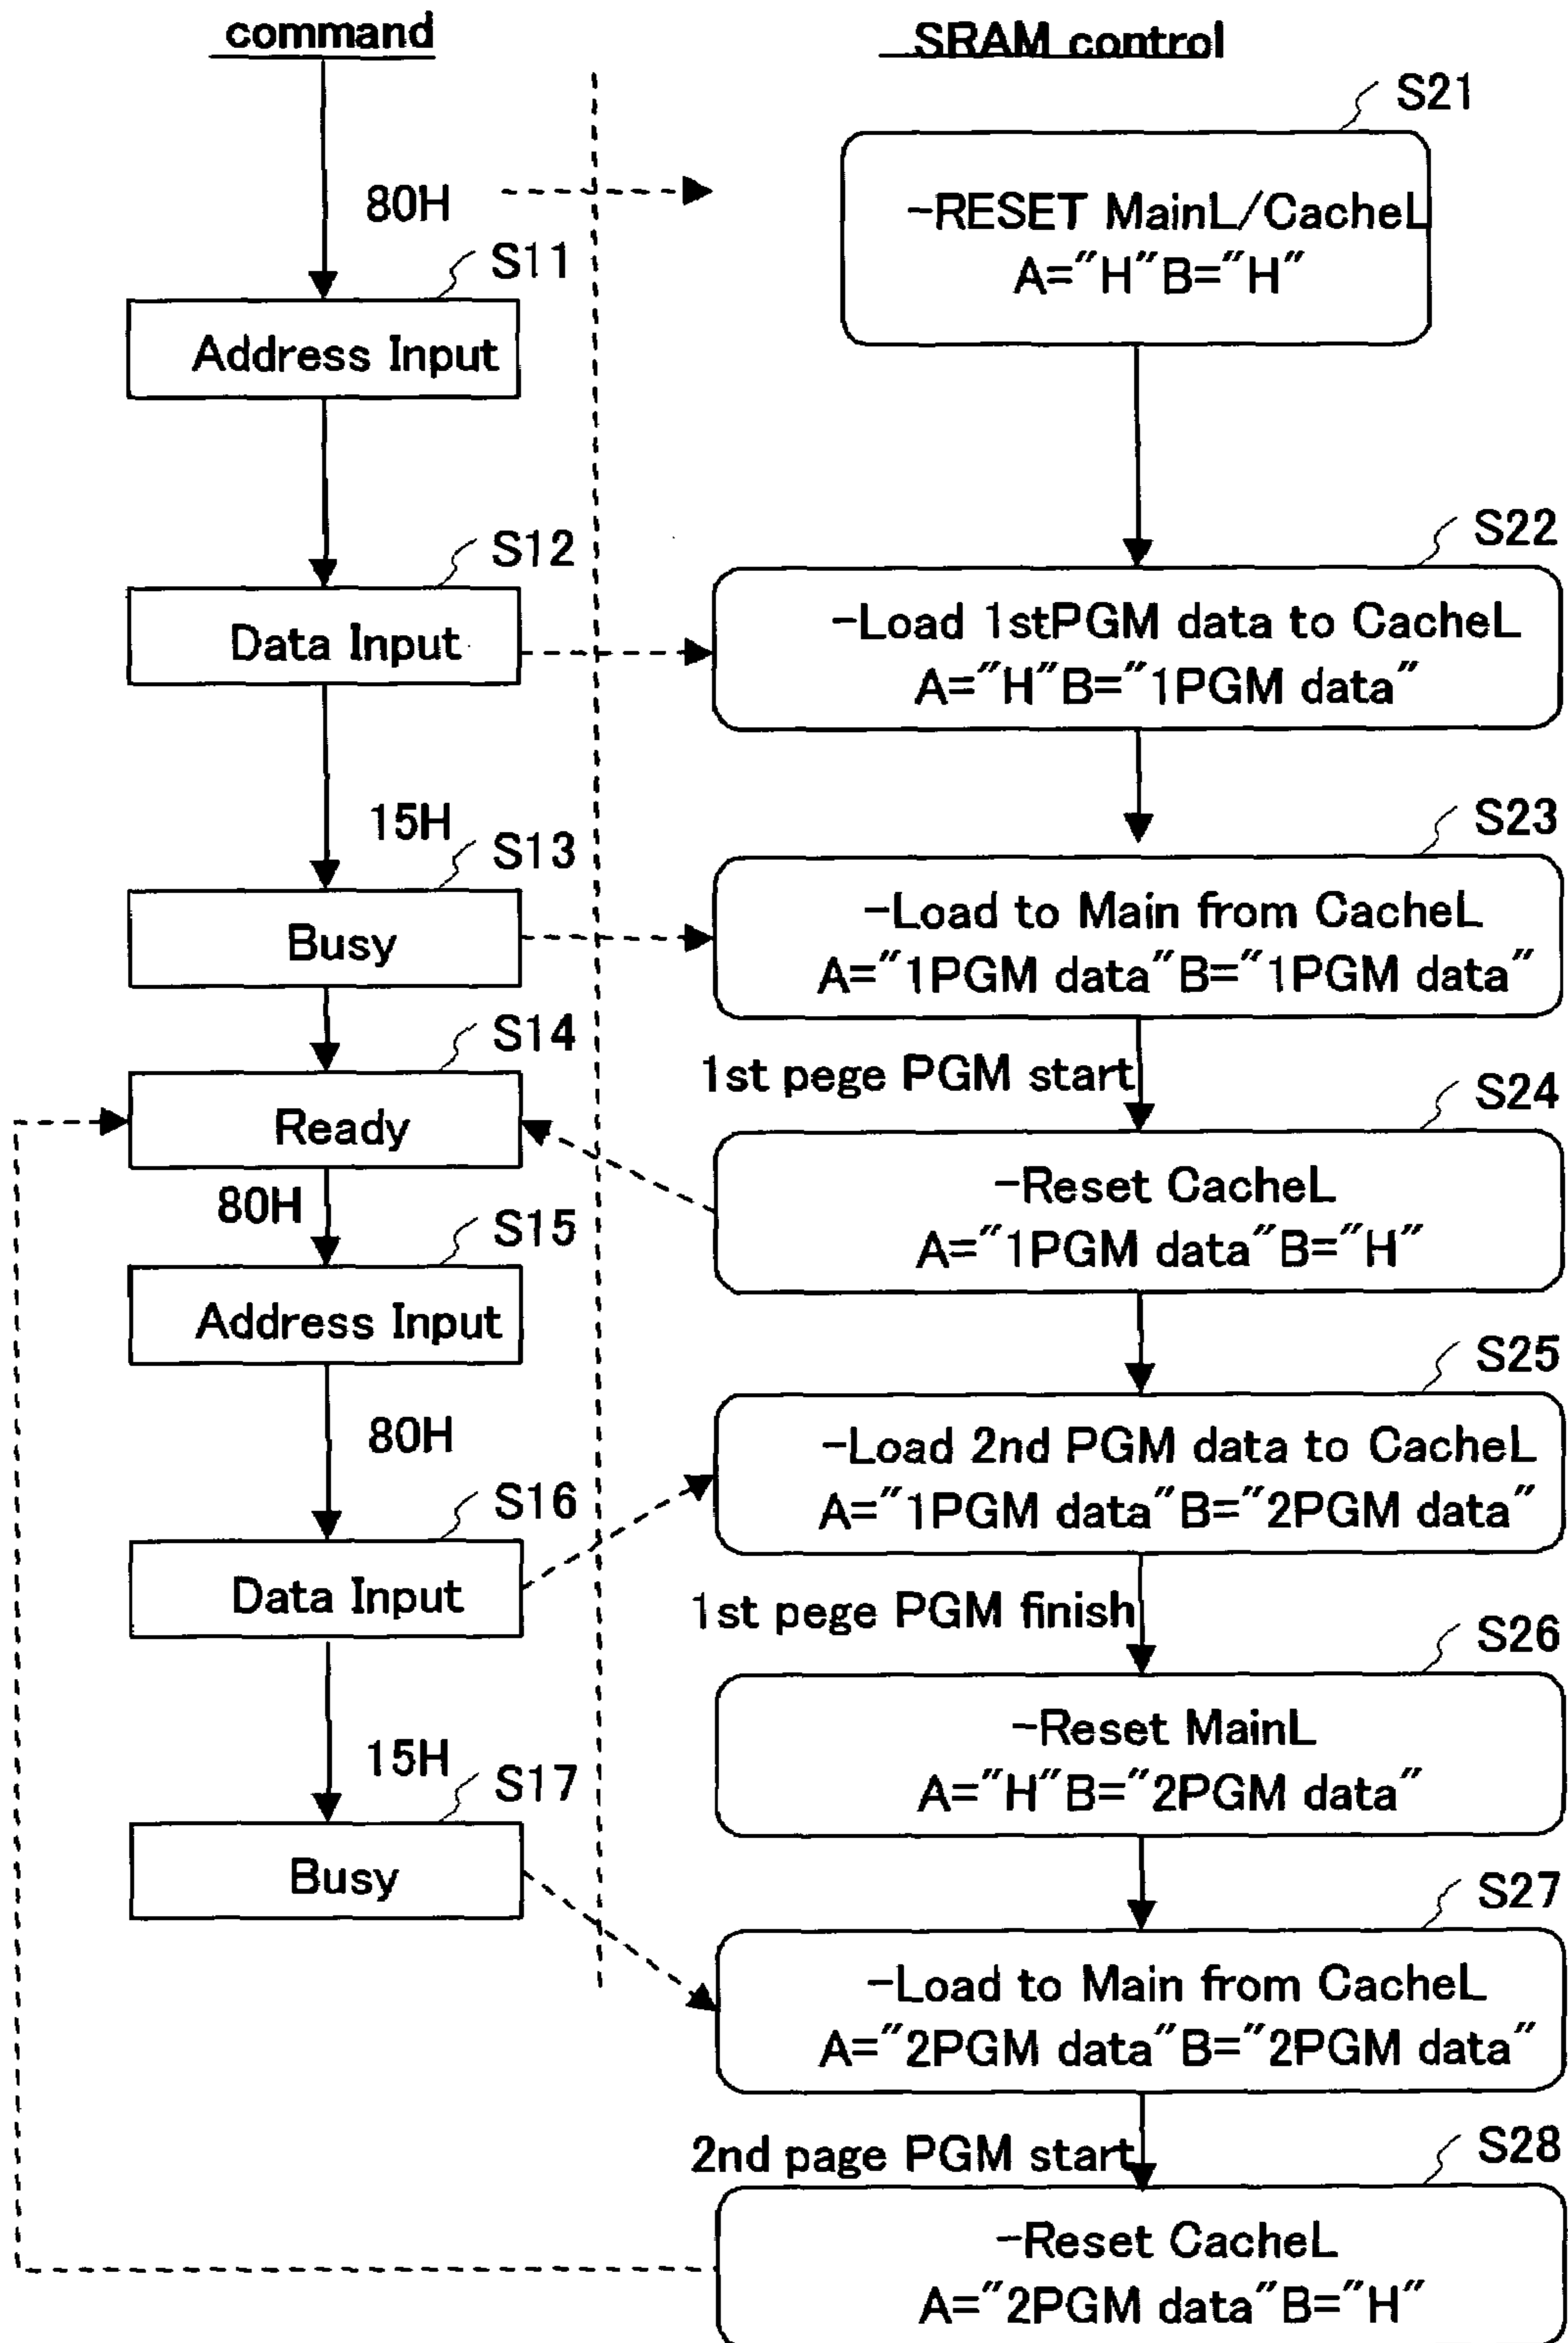 command
80H
S11
Address Input
S12
Data Input
15H
S13
Busy
S14
Ready
80H
S15
Address Input
80H
S16
Data Input
15H
S17
Busy
SRAM control
S21
-RESET MainL/CacheL
A="H"B="H"
S22
-Load 1stPGM data to CacheL
A="H"B="1PGM data"
S23
-Load to Main from CacheL
A="1PGM data"B="1PGM data"
1st pege PGM start
S24
-Reset CacheL
A="1PGM data"B="H"
S25
-Load 2nd PGM data to CacheL
A="1PGM data"B="2PGM data"
1st pege PGM finish
S26
-Reset MainL
A="H"B="2PGM data"
S27
-Load to Main from CacheL
A="2PGM data"B="2PGM data"
2nd page PGM start
S28
-Reset CacheL
A="2PGM data"B="H"